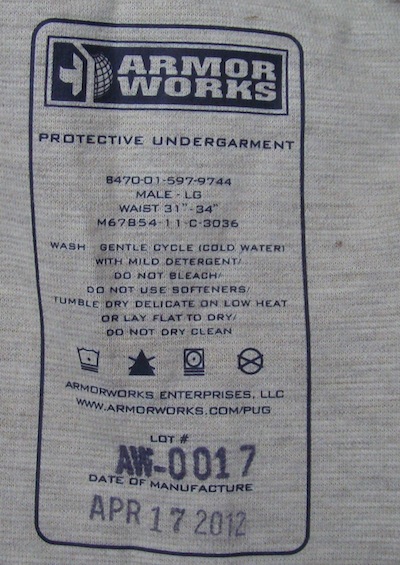 ARMOR
WORKS
PROTECTIVE UNDERGARMENT
8470-01-597-9744
MALE - LG
WAIST 31"-34"
M67854-11-C-3036
WASH GENTLE CYCLE (COLD WATER)
WITH MILD DETERGENT/
DO NOT BLEACH/
DO NOT USE SOFTENERS/
TUMBLE DRY DELICATE ON LOW HEAT
OR LAY FLAT TO DRY/
DO NOT DRY CLEAN
ARMORWORKS ENTERPRISES, LLC
WWW.ARMORWORKS.COM/PUG
LOT #
AW-0017
DATE OF MANUFACTURE
APR 17 2012